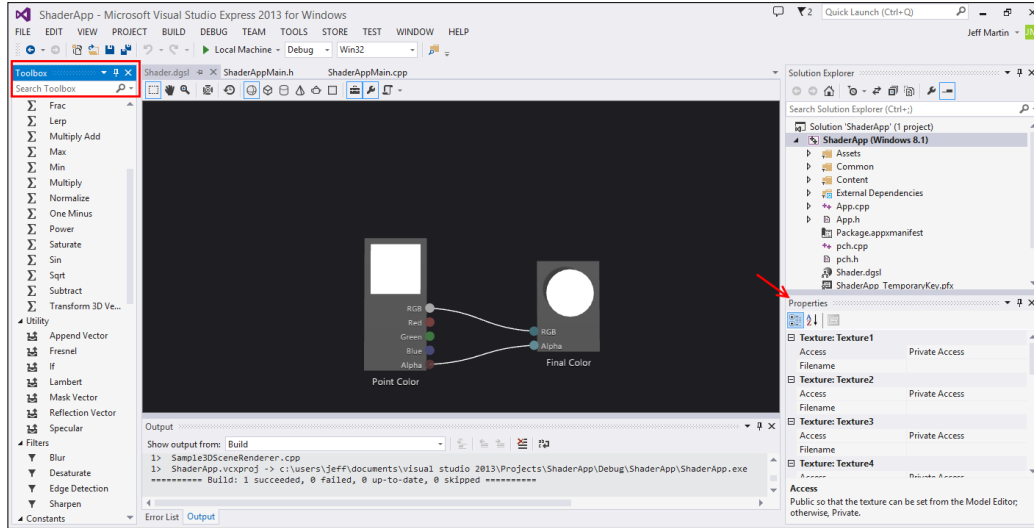 ShaderApp - Microsoft Visual Studio Express 2013 for Windows
2 Quick Launch (Ctrl+Q)
FILE EDIT VIEW PROJECT BUILD DEBUG TEAM TOOLS STORE TEST WINDOW HELP
Jeff Martin
Local Machine Debug Win32
Toolbox
Search Toolbox
Frac
Lerp
Multiply Add
Max
Min
Multiply
Normalize
One Minus
Power
Saturate
Sin
Sqrt
Subtract
Transform 3D Ve...
Utility
Append Vector
Fresnel
If
Lambert
Mask Vector
Reflection Vector
Specular
Filters
Blur
Desaturate
Edge Detection
Sharpen
Constants
Shader.dgsl ShaderAppMain.h ShaderAppMain.cpp
RGB
Red
Green
Blue
Alpha
Point Color
RGB
Alpha
Final Color
Output
Show output from: Build
1> Sample3DSceneRenderer.cpp
1> ShaderApp.vcxproj -> c:\users\jeff\documents\visual studio 2013\Projects\ShaderApp\Debug\ShaderApp\ShaderApp.exe
========== Build: 1 succeeded, 0 failed, 0 up-to-date, 0 skipped ==========
Error List Output
Solution Explorer
Search Solution Explorer (Ctrl+;)
Solution 'ShaderApp' (1 project)
ShaderApp (Windows 8.1)
Assets
Common
Content
External Dependencies
App.cpp
App.h
Package.appxmanifest
pch.cpp
pch.h
Shader.dgsl
ShaderApp_TemporaryKey.pfx
Properties
Texture: Texture1
Access Private Access
Filename
Texture: Texture2
Access Private Access
Filename
Texture: Texture3
Access Private Access
Filename
Texture: Texture4
Access Private Access
Access
Public so that the texture can be set from the Model Editor;
otherwise, Private.